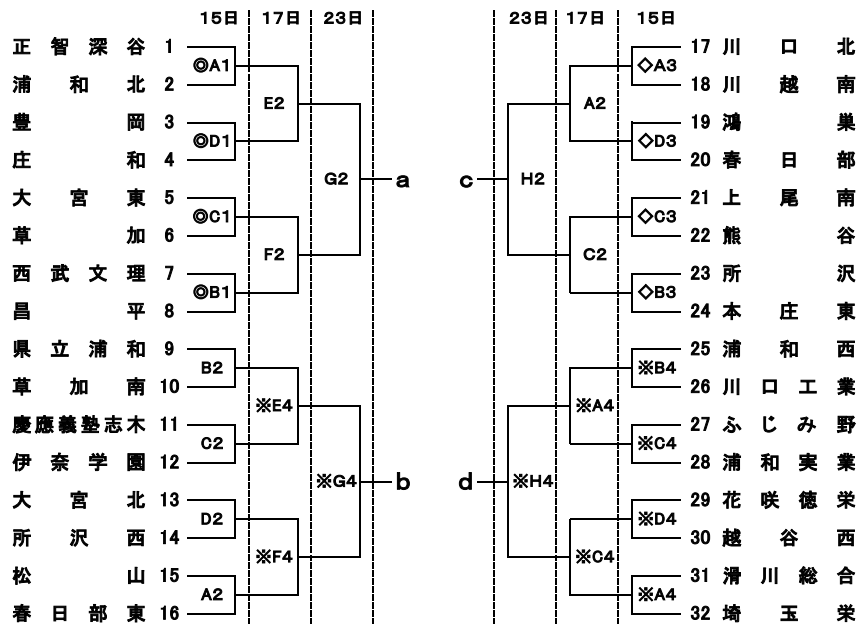 15日 17日 23日 23日 17日 15日
正智深谷 1 17 川口北
◎A1 ◇A3
浦和北 2 18 川越南
E2 A2
豊岡 3 19 鴻巣
◎D1 ◇D3
庄和 4 20 春日部
G2 a c H2
大宮東 5 21 上尾南
◎C1 ◇C3
草加 6 22 熊谷
F2 C2
西武文理 7 23 所沢
◎B1 ◇B3
昌平 8 24 本庄東
県立浦和 9 25 浦和西
B2 ※B4
草加南 10 26 川口工業
※E4 ※A4
慶應義塾志木 11 27 ふじみ野
C2 ※C4
伊奈学園 12 28 浦和実業
※G4 b d ※H4
大宮北 13 29 花咲徳栄
D2 ※D4
所沢西 14 30 越谷西
※F4 ※C4
松山 15 31 滑川総合
A2 ※A4
春日部東 16 32 埼玉栄